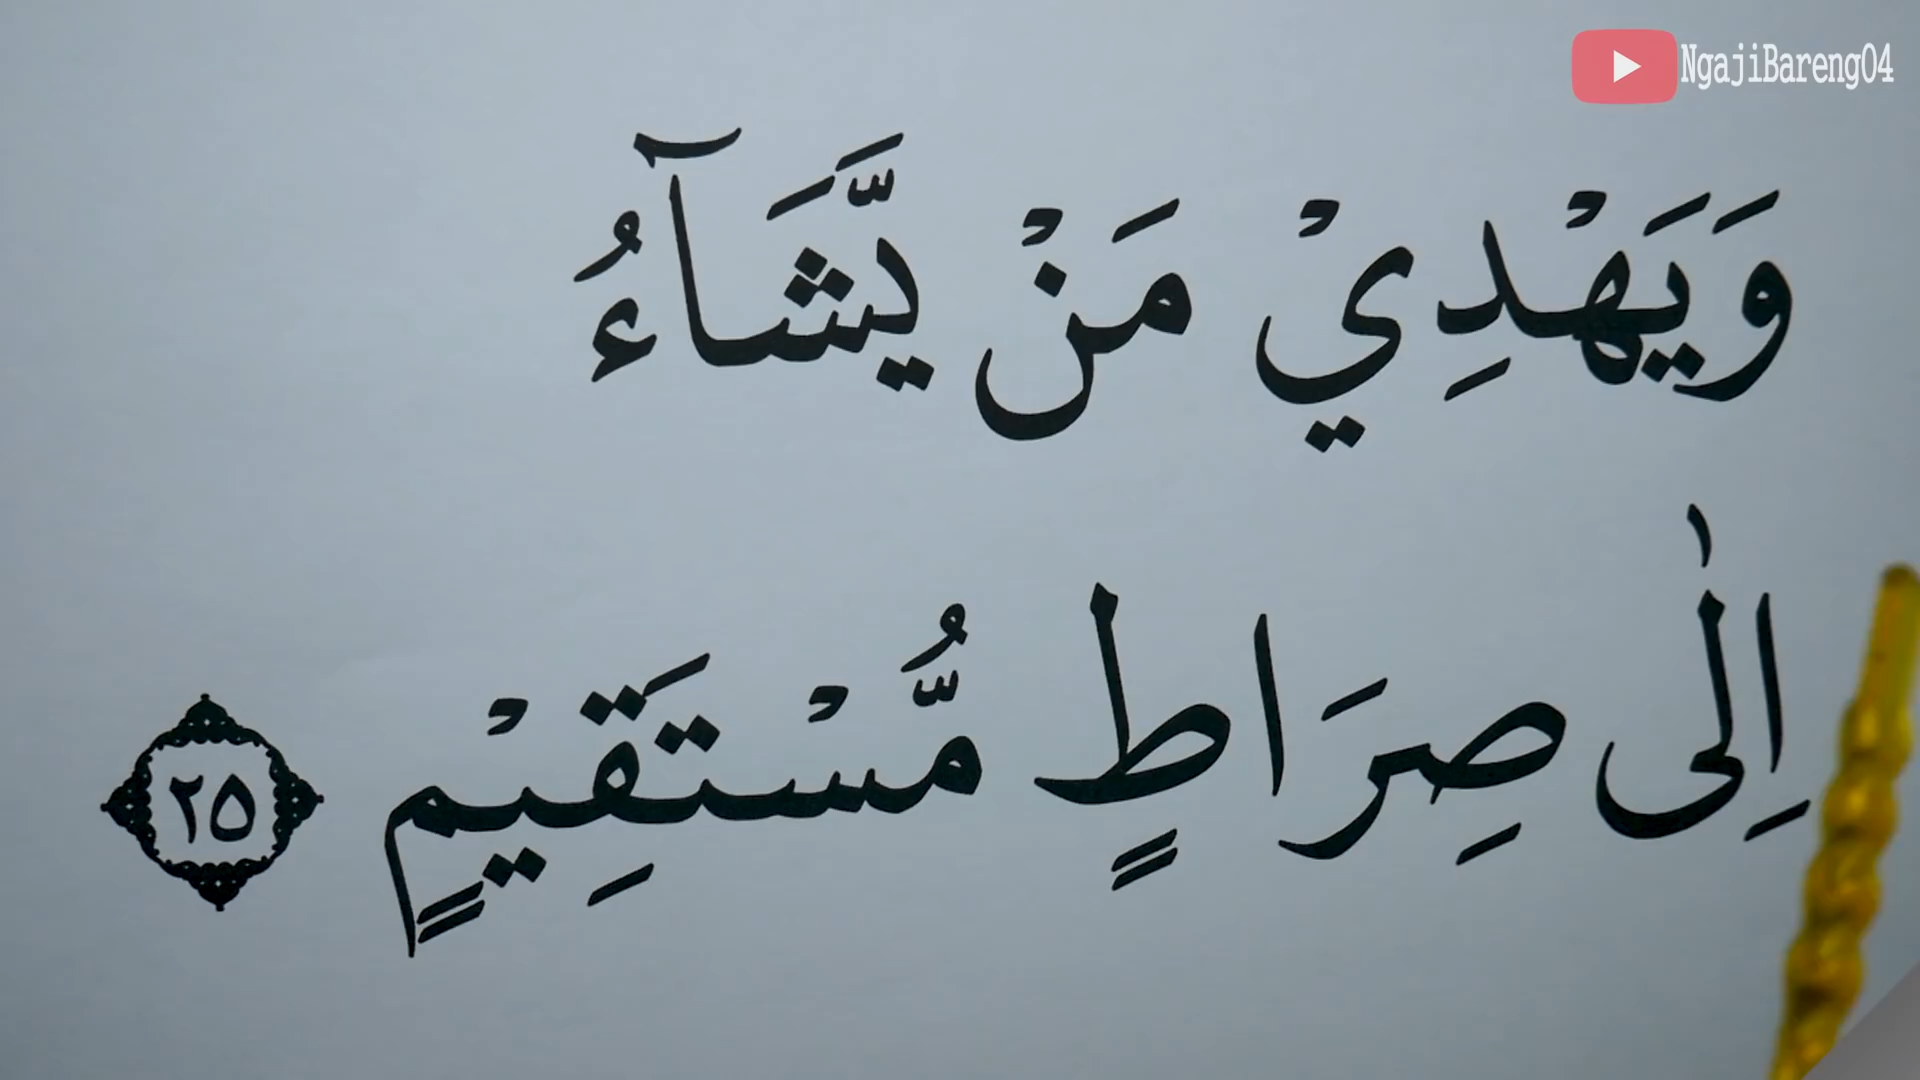 NgajiBareng04
وَيَهْدِيْ مَنْ يَّشَآءُ
اِلٰى صِرَاطٍ مُّسْتَقِيْمٍ ٢٥